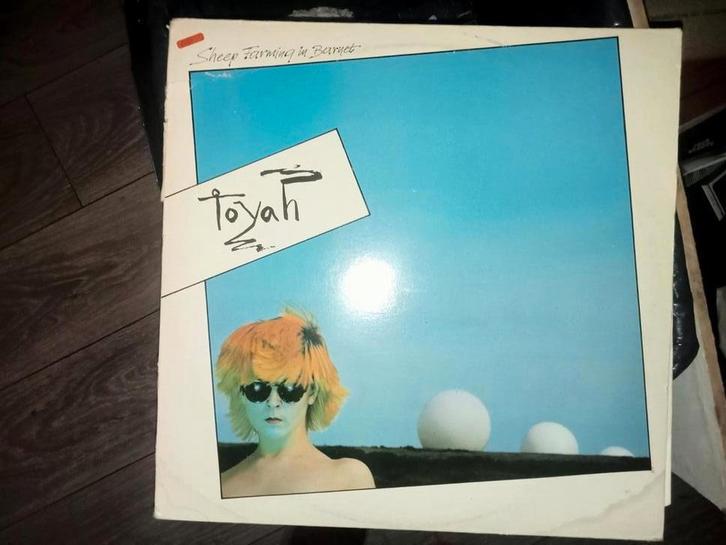 Sheep Farming in Barnet
Toyah